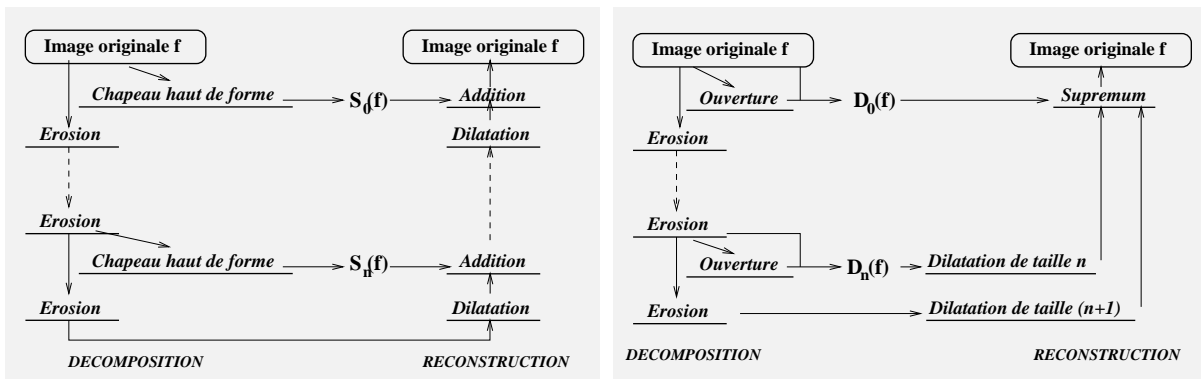 Image originale f
Image originale f
Chapeau haut de forme
S0(f)
Addition
Erosion
Dilatation
Erosion
Chapeau haut de forme
Sn(f)
Addition
Erosion
Dilatation
DECOMPOSITION
RECONSTRUCTION
Image originale f
Image originale f
Ouverture
D0(f)
Supremum
Erosion
Erosion
Ouverture
Dn(f)
Dilatation de taille n
Erosion
Dilatation de taille (n+1)
DECOMPOSITION
RECONSTRUCTION